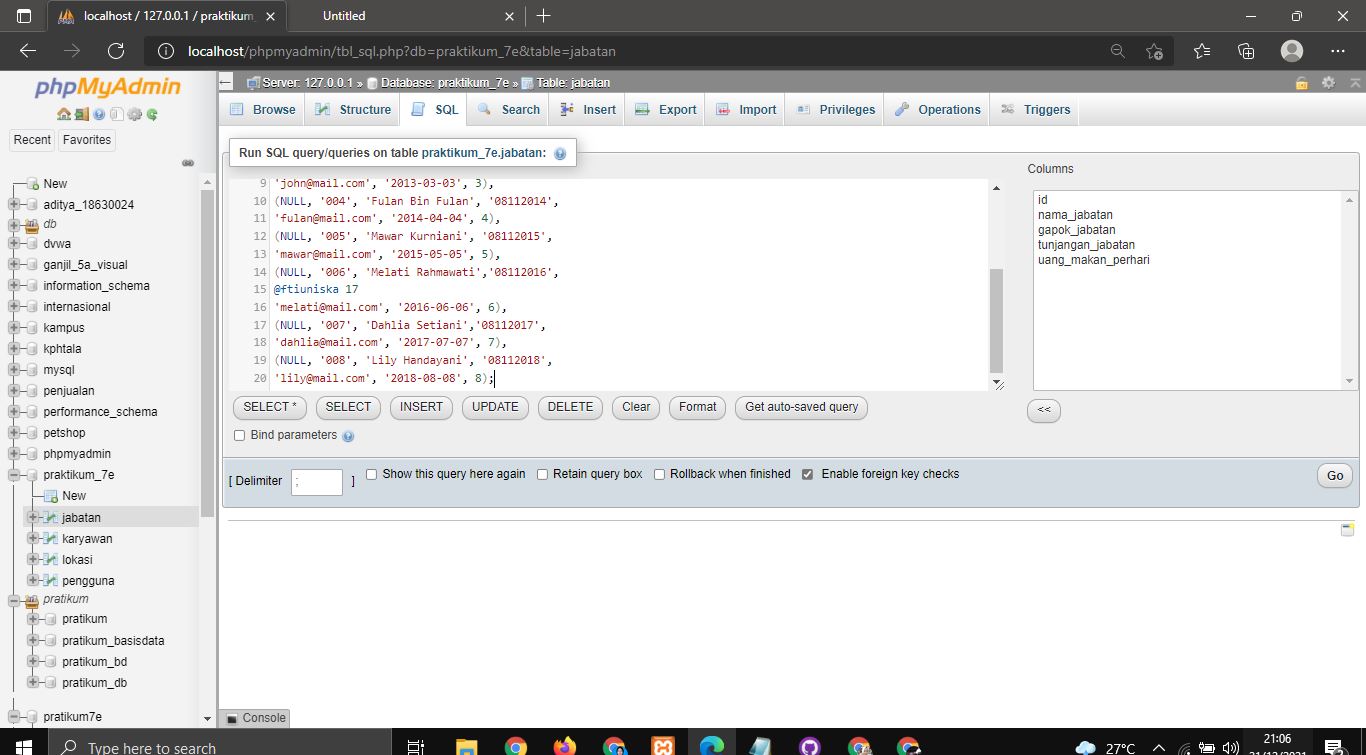 localhost / 127.0.0.1 / praktikum_
Untitled
localhost/phpmyadmin/tbl_sql.php?db=praktikum_7e&table=jabatan
phpMyAdmin
Recent
Favorites
New
aditya_18630024
db
dvwa
ganjil_5a_visual
information_schema
internasional
kampus
kphtala
mysql
penjualan
performance_schema
petshop
phpmyadmin
praktikum_7e
New
jabatan
karyawan
lokasi
pengguna
pratikum
pratikum
pratikum_basisdata
pratikum_bd
pratikum_db
pratikum7e
Server: 127.0.0.1 » Database: praktikum_7e » Table: jabatan
Browse
Structure
SQL
Search
Insert
Export
Import
Privileges
Operations
Triggers
Run SQL query/queries on table praktikum_7e.jabatan:
9 'john@mail.com', '2013-03-03', 3),
10 (NULL, '004', 'Fulan Bin Fulan', '08112014',
11 'fulan@mail.com', '2014-04-04', 4),
12 (NULL, '005', 'Mawar Kurniani', '08112015',
13 'mawar@mail.com', '2015-05-05', 5),
14 (NULL, '006', 'Melati Rahmawati','08112016',
15 @ftiuniska 17
16 'melati@mail.com', '2016-06-06', 6),
17 (NULL, '007', 'Dahlia Setiani','08112017',
18 'dahlia@mail.com', '2017-07-07', 7),
19 (NULL, '008', 'Lily Handayani', '08112018',
20 'lily@mail.com', '2018-08-08', 8);
Columns
id
nama_jabatan
gapok_jabatan
tunjangan_jabatan
uang_makan_perhari
<<
SELECT *
SELECT
INSERT
UPDATE
DELETE
Clear
Format
Get auto-saved query
Bind parameters
[ Delimiter ; ]
Show this query here again
Retain query box
Rollback when finished
Enable foreign key checks
Go
Console
Type here to search
27°C
21:06
21/12/2021